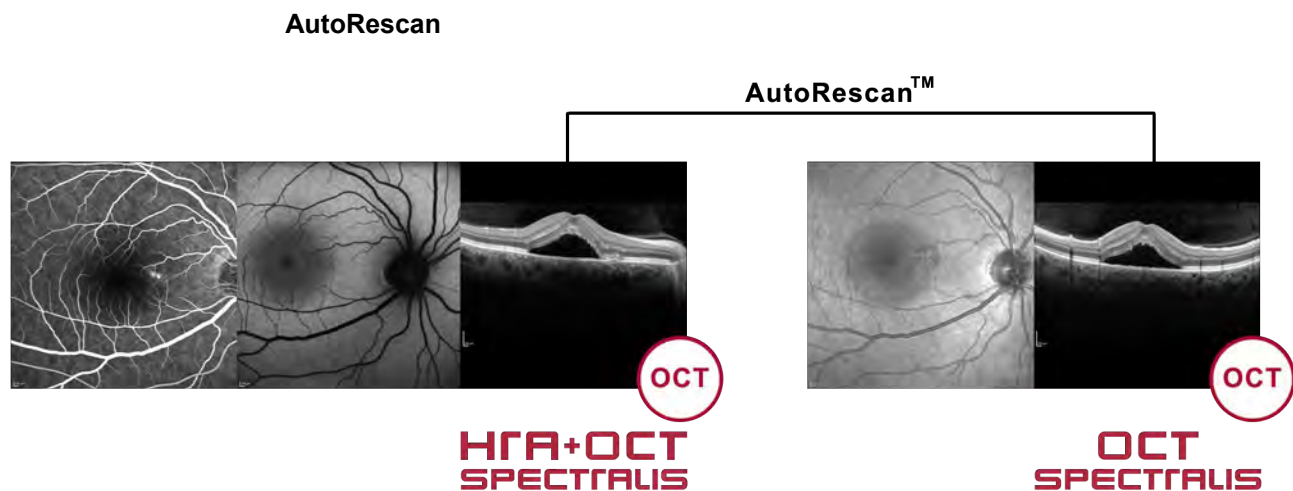 AutoRescan
AutoRescan™
OCT
OCT
HRA+OCT
SPECTRALIS
OCT
SPECTRALIS